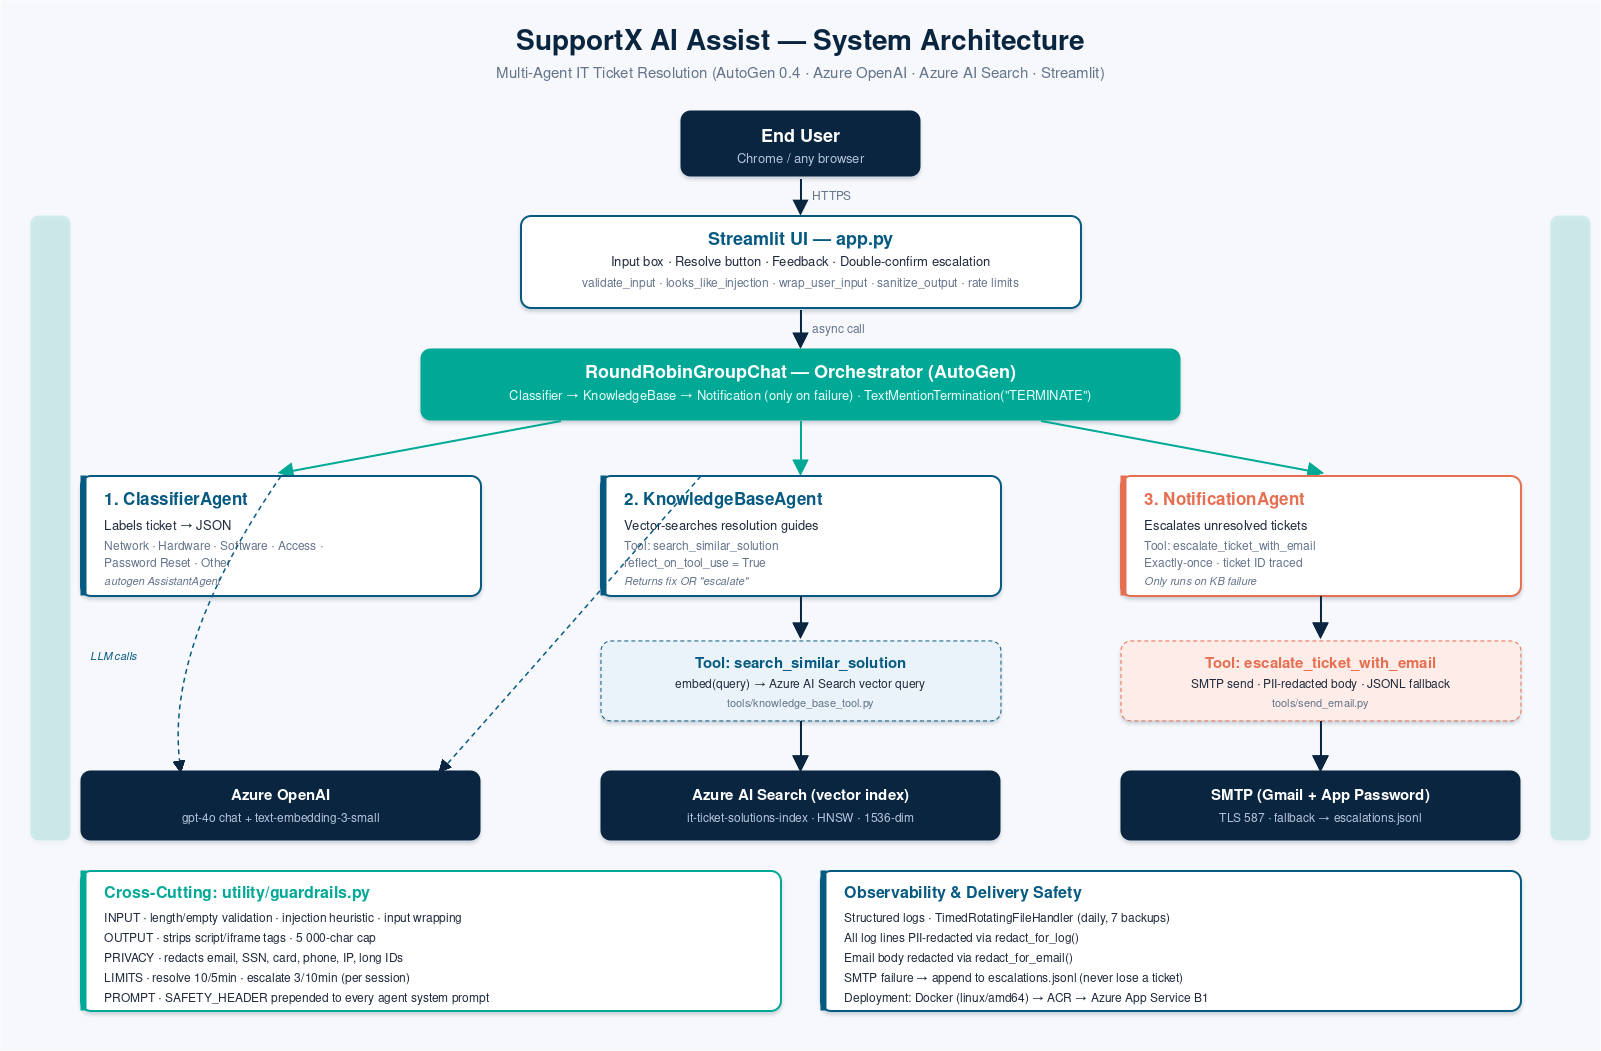 SupportX AI Assist — System Architecture
Multi-Agent IT Ticket Resolution (AutoGen 0.4 · Azure OpenAI · Azure AI Search · Streamlit)
End User
Chrome / any browser
HTTPS
Streamlit UI — app.py
Input box · Resolve button · Feedback · Double-confirm escalation
validate_input · looks_like_injection · wrap_user_input · sanitize_output · rate limits
async call
RoundRobinGroupChat — Orchestrator (AutoGen)
Classifier → KnowledgeBase → Notification (only on failure) · TextMentionTermination("TERMINATE")
1. ClassifierAgent
Labels ticket → JSON
Network · Hardware · Software · Access ·
Password Reset · Other
autogen AssistantAgent
2. KnowledgeBaseAgent
Vector-searches resolution guides
Tool: search_similar_solution
reflect_on_tool_use = True
Returns fix OR "escalate"
3. NotificationAgent
Escalates unresolved tickets
Tool: escalate_ticket_with_email
Exactly-once · ticket ID traced
Only runs on KB failure
LLM calls
Tool: search_similar_solution
embed(query) → Azure AI Search vector query
tools/knowledge_base_tool.py
Tool: escalate_ticket_with_email
SMTP send · PII-redacted body · JSONL fallback
tools/send_email.py
Azure OpenAI
gpt-4o chat + text-embedding-3-small
Azure AI Search (vector index)
it-ticket-solutions-index · HNSW · 1536-dim
SMTP (Gmail + App Password)
TLS 587 · fallback → escalations.jsonl
Cross-Cutting: utility/guardrails.py
INPUT · length/empty validation · injection heuristic · input wrapping
OUTPUT · strips script/iframe tags · 5 000-char cap
PRIVACY · redacts email, SSN, card, phone, IP, long IDs
LIMITS · resolve 10/5min · escalate 3/10min (per session)
PROMPT · SAFETY_HEADER prepended to every agent system prompt
Observability & Delivery Safety
Structured logs · TimedRotatingFileHandler (daily, 7 backups)
All log lines PII-redacted via redact_for_log()
Email body redacted via redact_for_email()
SMTP failure → append to escalations.jsonl (never lose a ticket)
Deployment: Docker (linux/amd64) → ACR → Azure App Service B1